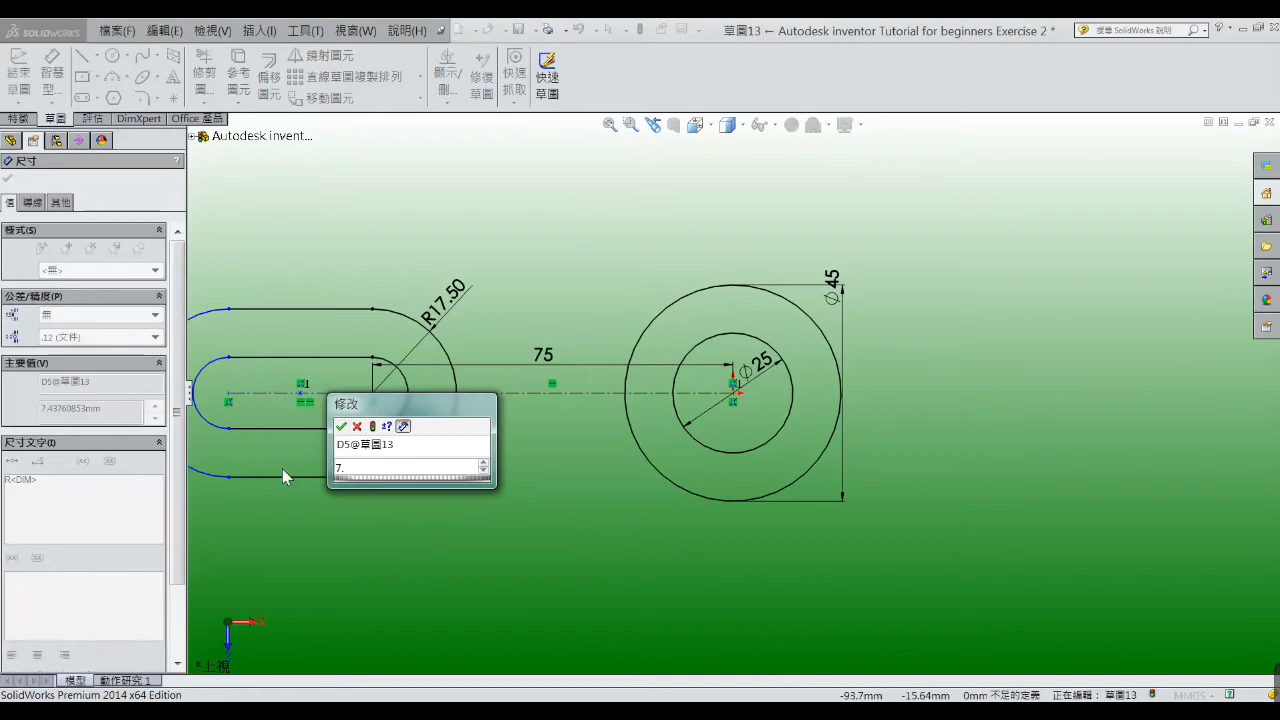 SOLIDWORKS
檔案(F)
編輯(E)
檢視(V)
插入(I)
工具(T)
視窗(W)
說明(L)
草圖13 ← Autodesk inventor Tutorial for beginners Exercise 2 *
搜尋 SolidWorks
結束
草圖
智慧
型...
修剪
圖...
參考
圖元
偏移
圖元
鏡射圖元
直線草圖複製排列
移動圖元
顯示/
刪...
修復
草圖
快速
抓取
快速
草圖
特徵
草圖
評估
DimXpert
Office 產品
Autodesk invent...
尺寸
?
值
導線
其他
樣式(S)
<無>
公差/精度(P)
無
.12 (文件)
主要值(V)
D5@草圖13
7.43760853mm
尺寸文字(I)
R<DIM>
R17.50
75
∅25
∅45
修改
D5@草圖13
7.
X
*上視
模型
動作研究 1
SolidWorks Premium 2014 x64 Edition
-93.7mm
-15.64mm
0mm
不足的定義
正在編輯: 草圖13
MMGS